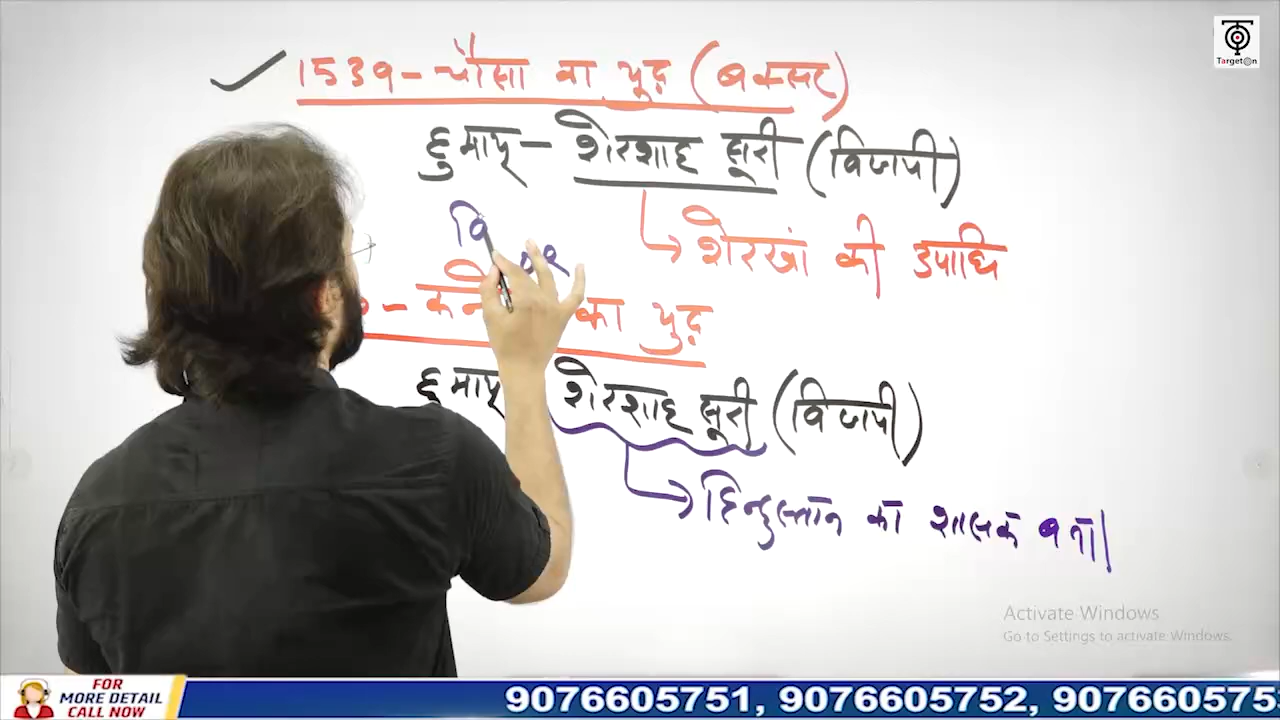 Target@n
1539 - चौसा का युद्ध (बक्सर)
हुमायूं - शेरशाह सूरी (विजयी)
→ शेरखां की उपाधि
वि
- का युद्ध
हुमायूं शेरशाह सूरी (विजयी)
→ हिन्दुस्तान का शासक बना।
Activate Windows
Go to Settings to activate Windows.
FOR
MORE DETAIL
CALL NOW
9076605751, 9076605752, 907660575